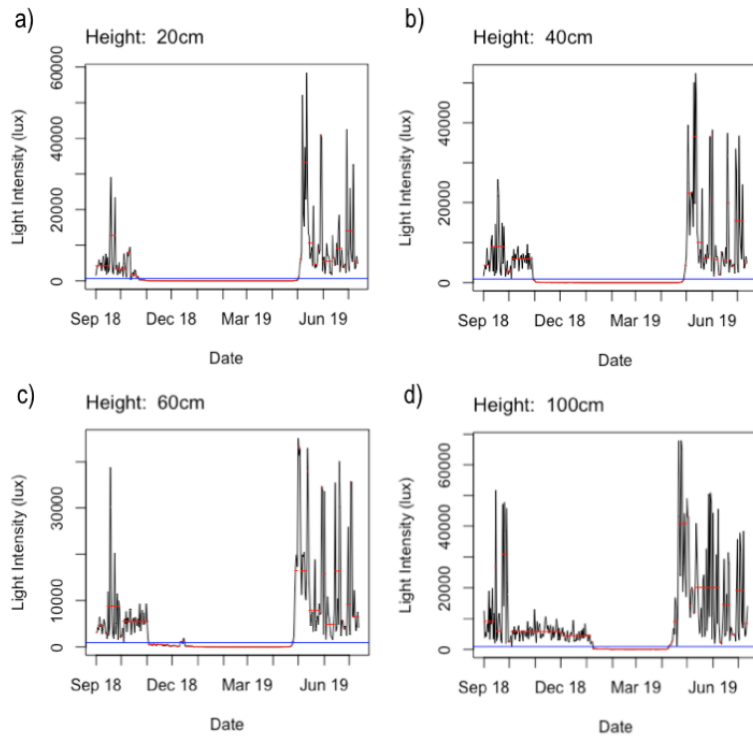 a)
Height: 20cm
Light Intensity (lux)
60000
40000
20000
0
Sep 18 Dec 18 Mar 19 Jun 19
Date
b)
Height: 40cm
Light Intensity (lux)
40000
20000
0
Sep 18 Dec 18 Mar 19 Jun 19
Date
c)
Height: 60cm
Light Intensity (lux)
30000
10000
0
Sep 18 Dec 18 Mar 19 Jun 19
Date
d)
Height: 100cm
Light Intensity (lux)
60000
40000
20000
0
Sep 18 Dec 18 Mar 19 Jun 19
Date